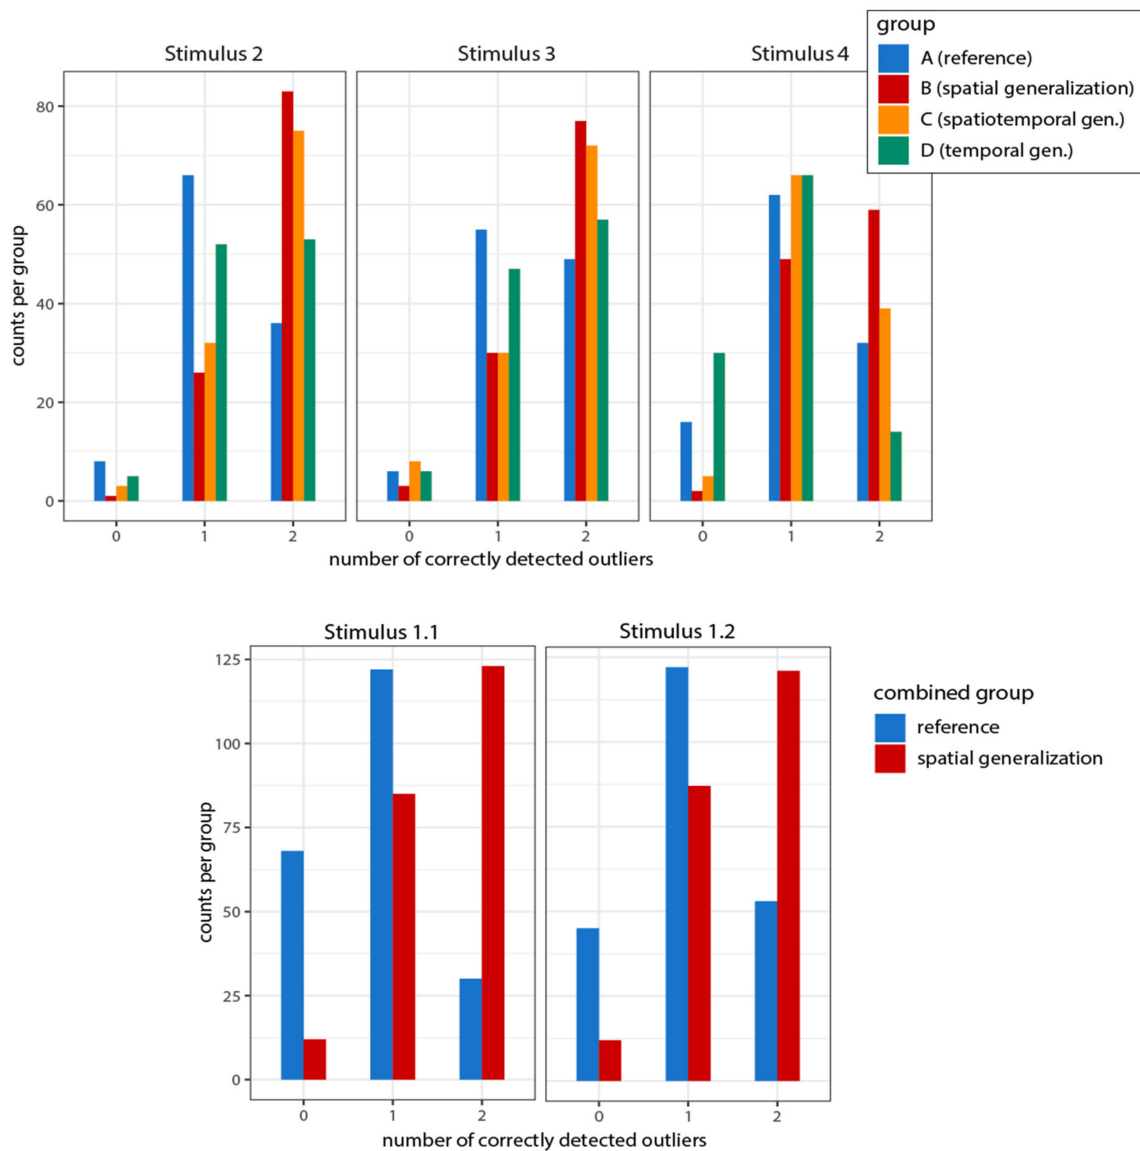 group
A (reference)
B (spatial generalization)
C (spatiotemporal gen.)
D (temporal gen.)
Stimulus 2
Stimulus 3
Stimulus 4
counts per group
80
60
40
20
0
0 1 2
0 1 2
0 1 2
number of correctly detected outliers
Stimulus 1.1
Stimulus 1.2
counts per group
125
100
75
50
25
0
0 1 2
0 1 2
number of correctly detected outliers
combined group
reference
spatial generalization